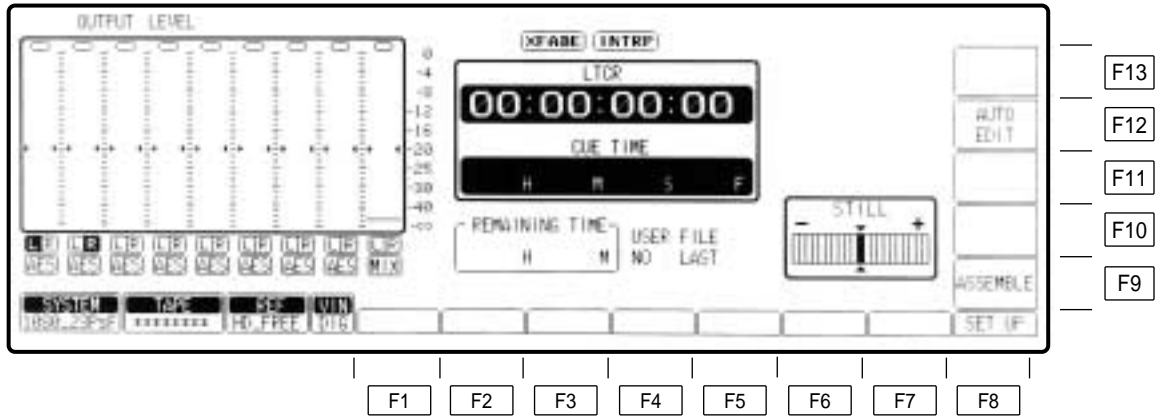 OUTPUT LEVEL
XFADE INTRP
LTCR
00:00:00:00
CUE TIME
H M S F
0
-4
-8
-12
-16
-20
-25
-30
-40
-∞
REMAINING TIME
H M
USER FILE
NO LAST
STILL
- +
L R L R L R L R L R L R L R L R L R
AES AES AES AES AES AES AES AES MIX
SYSTEM TAPE REF VIN
1080_23PsF ******** HD_FREE DIG
AUTO
EDIT
ASSEMBLE
SET UP
F13
F12
F11
F10
F9
F1 F2 F3 F4 F5 F6 F7 F8